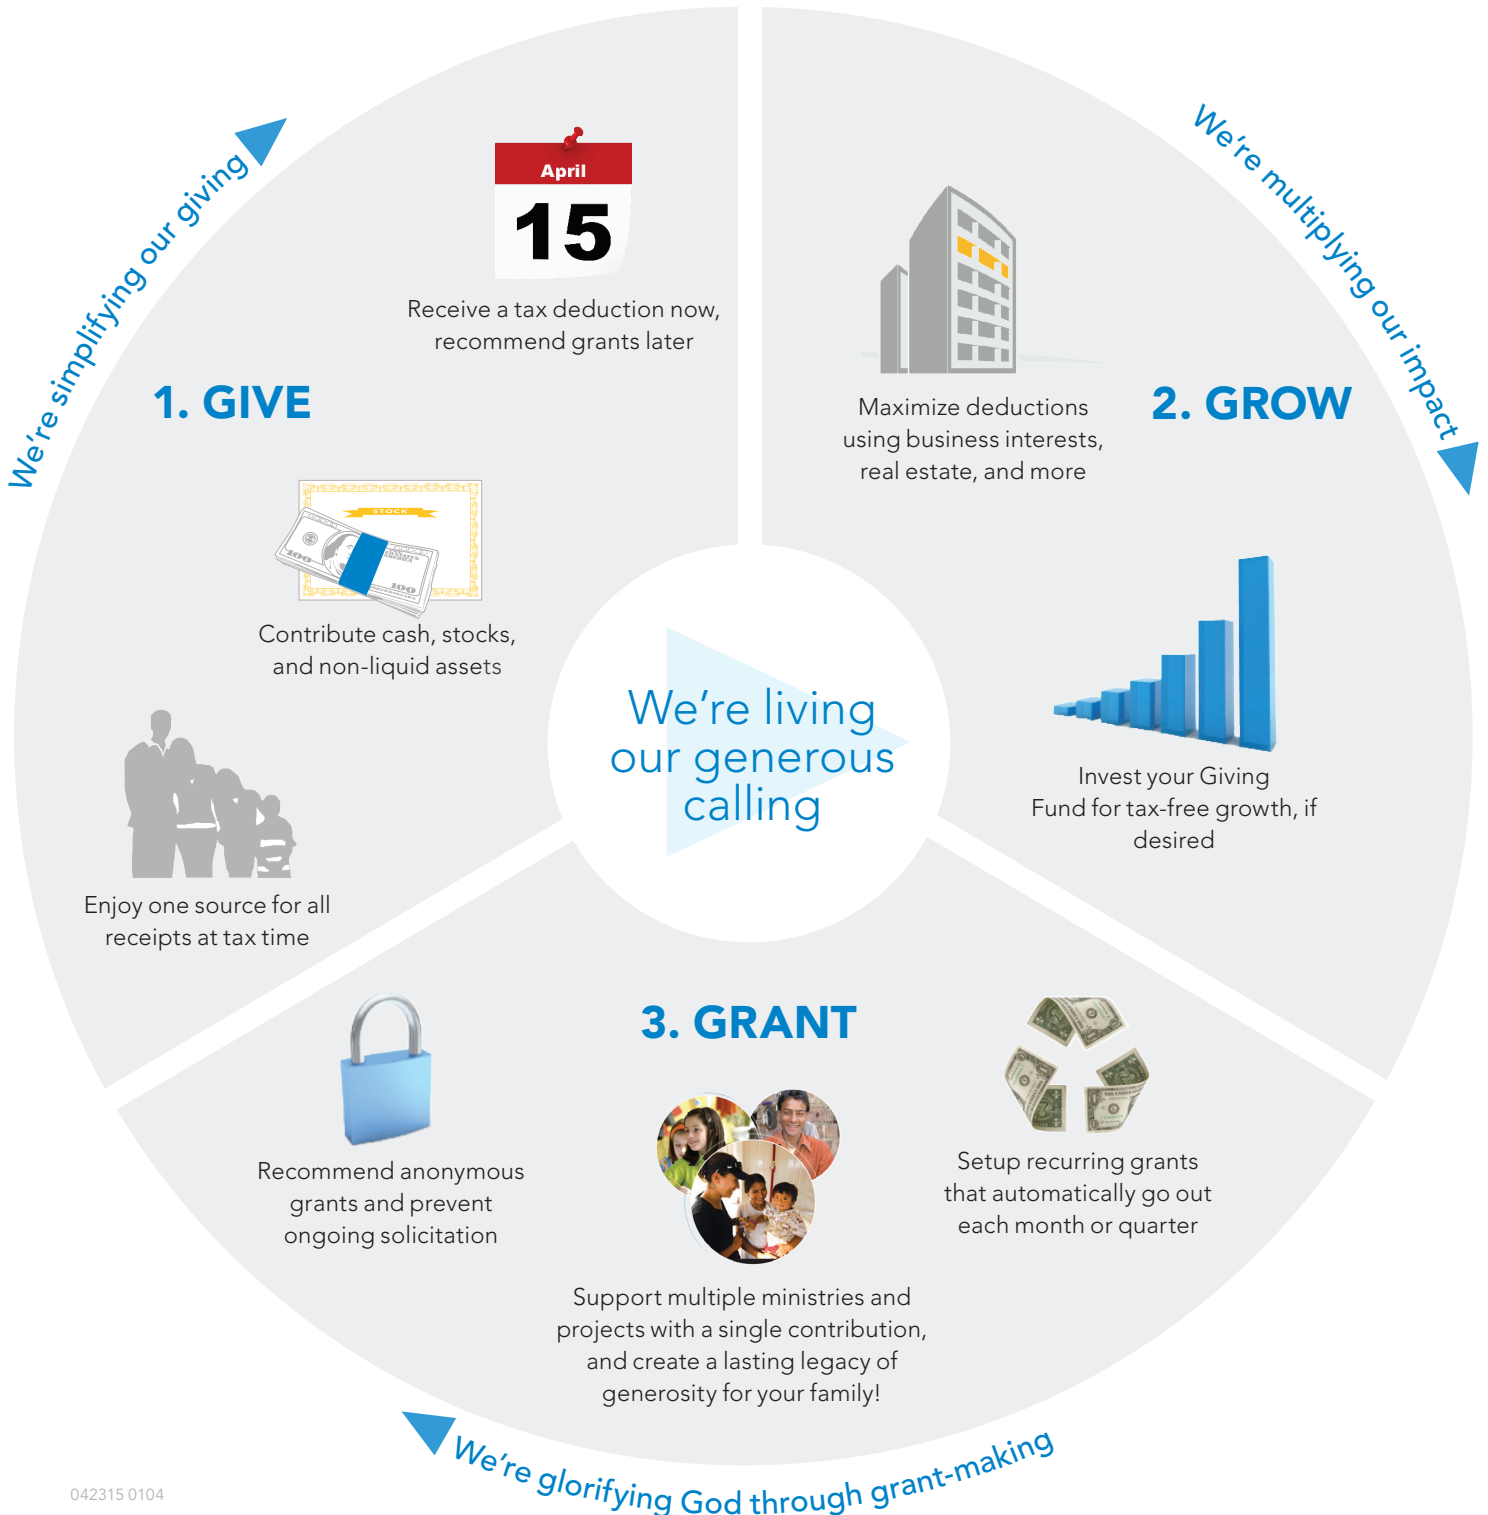 We're simplifying our giving
April
15
Receive a tax deduction now,
recommend grants later
1. GIVE
STOCK
100
100
Contribute cash, stocks,
and non-liquid assets
Enjoy one source for all
receipts at tax time
We're multiplying our impact
Maximize deductions
using business interests,
real estate, and more
2. GROW
Invest your Giving
Fund for tax-free growth, if
desired
We're living
our generous
calling
3. GRANT
Recommend anonymous
grants and prevent
ongoing solicitation
Support multiple ministries and
projects with a single contribution,
and create a lasting legacy of
generosity for your family!
Setup recurring grants
that automatically go out
each month or quarter
We're glorifying God through grant-making
042315 0104